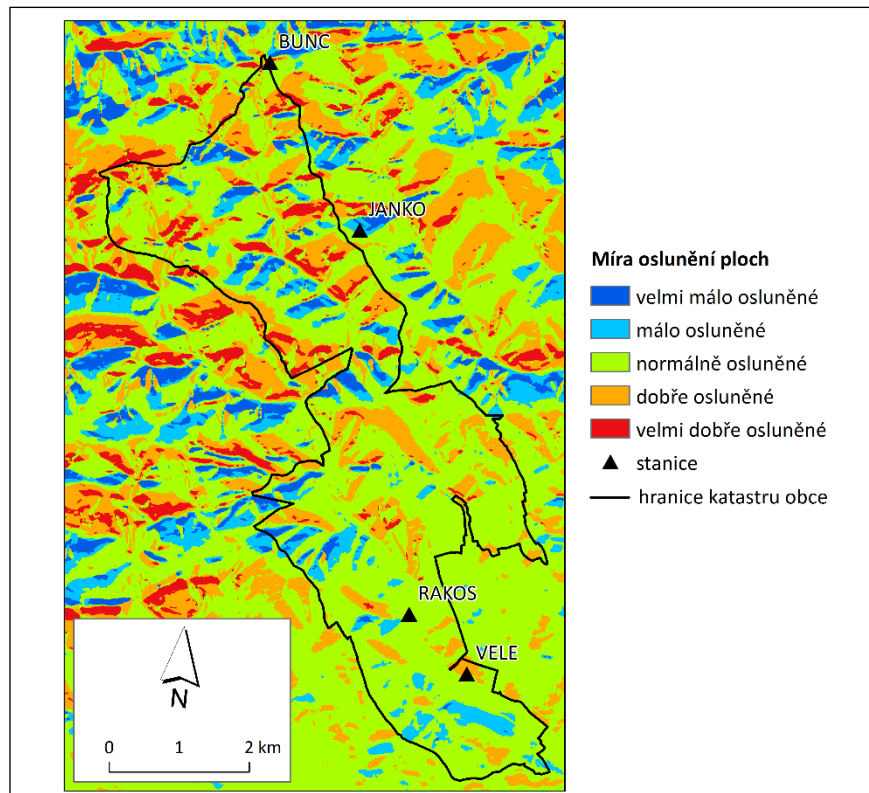 BUNC
JANKO
RAKOS
VELE
N
0 1 2 km
Míra oslunění ploch
velmi málo osluněné
málo osluněné
normálně osluněné
dobře osluněné
velmi dobře osluněné
stanice
hranice katastru obce